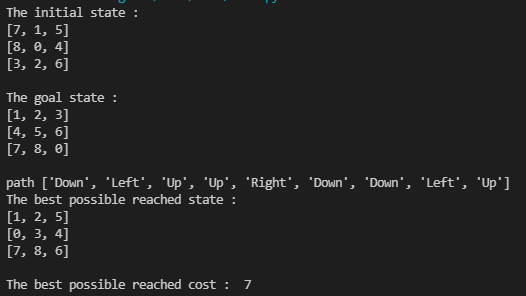 The initial state :
[7, 1, 5]
[8, 0, 4]
[3, 2, 6]
The goal state :
[1, 2, 3]
[4, 5, 6]
[7, 8, 0]
path ['Down', 'Left', 'Up', 'Up', 'Right', 'Down', 'Down', 'Left', 'Up']
The best possible reached state :
[1, 2, 5]
[0, 3, 4]
[7, 8, 6]
The best possible reached cost :  7